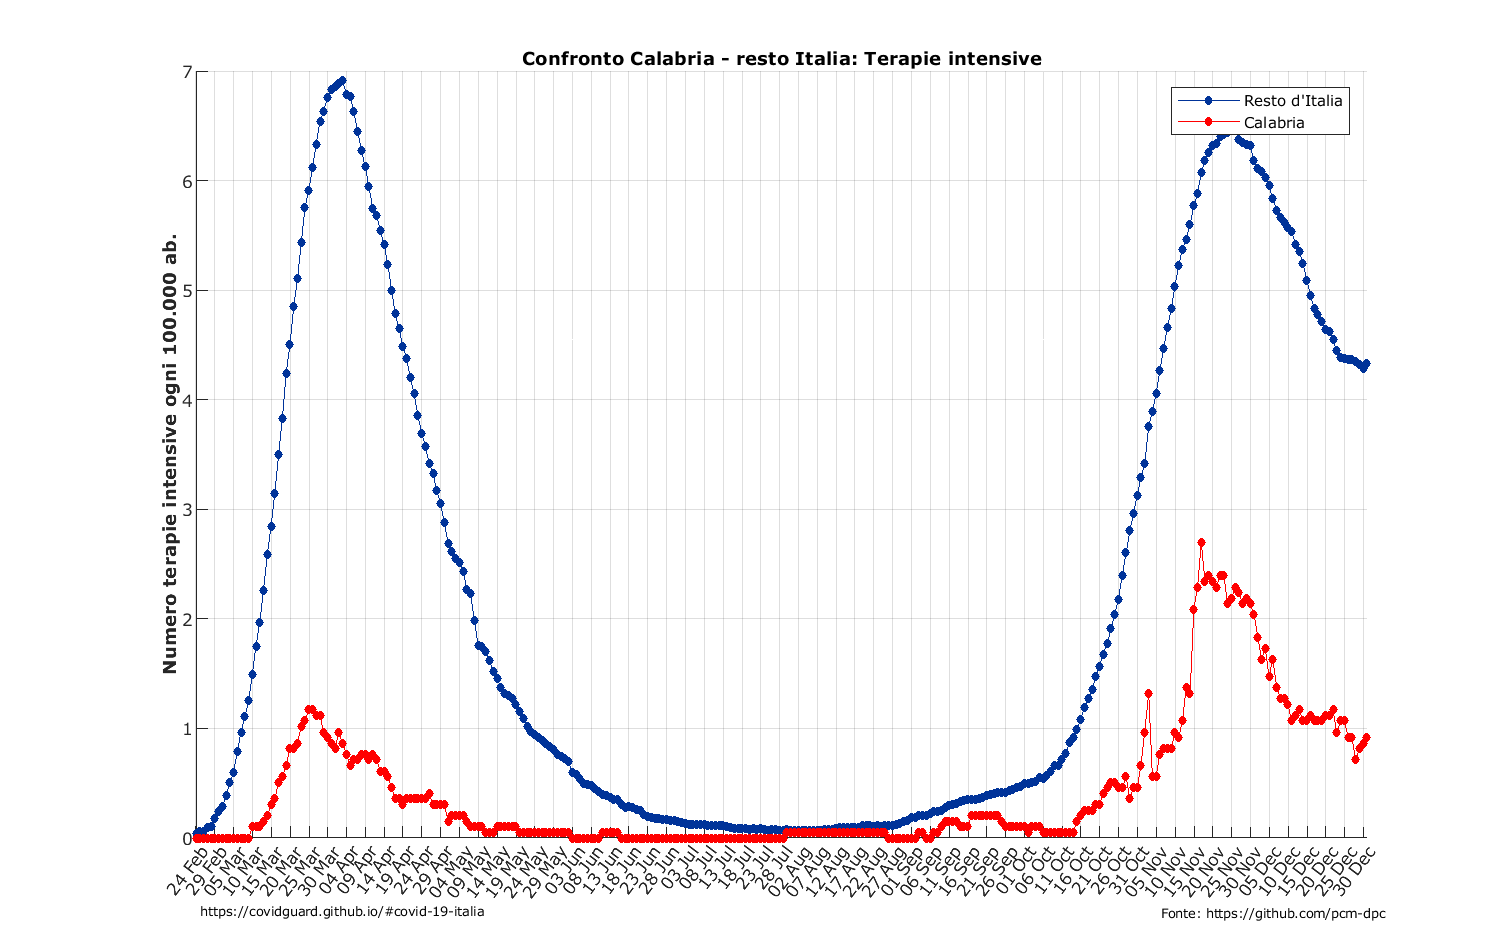 Confronto Calabria - resto Italia: Terapie intensive
Resto d'Italia
Calabria
Numero terapie intensive ogni 100.000 ab.
7
6
5
4
3
2
1
0
24 Feb
29 Feb
05 Mar
10 Mar
15 Mar
20 Mar
25 Mar
30 Mar
04 Apr
09 Apr
14 Apr
19 Apr
24 Apr
29 Apr
04 May
09 May
14 May
19 May
24 May
29 May
03 Jun
08 Jun
13 Jun
18 Jun
23 Jun
28 Jun
03 Jul
08 Jul
13 Jul
18 Jul
23 Jul
28 Jul
02 Aug
07 Aug
12 Aug
17 Aug
22 Aug
27 Aug
01 Sep
06 Sep
11 Sep
16 Sep
21 Sep
26 Sep
01 Oct
06 Oct
11 Oct
16 Oct
21 Oct
26 Oct
31 Oct
05 Nov
10 Nov
15 Nov
20 Nov
25 Nov
30 Nov
05 Dec
10 Dec
15 Dec
20 Dec
25 Dec
30 Dec
https://covidguard.github.io/#covid-19-italia
Fonte: https://github.com/pcm-dpc